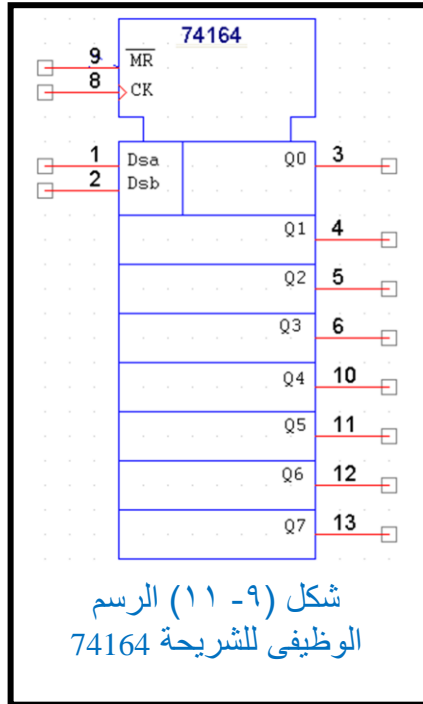 74164
9 MR
8 CK
1 Dsa Q0 3
2 Dsb
Q1 4
Q2 5
Q3 6
Q4 10
Q5 11
Q6 12
Q7 13
شكل (٩- ١١) الرسم
الوظيفى للشريحة 74164